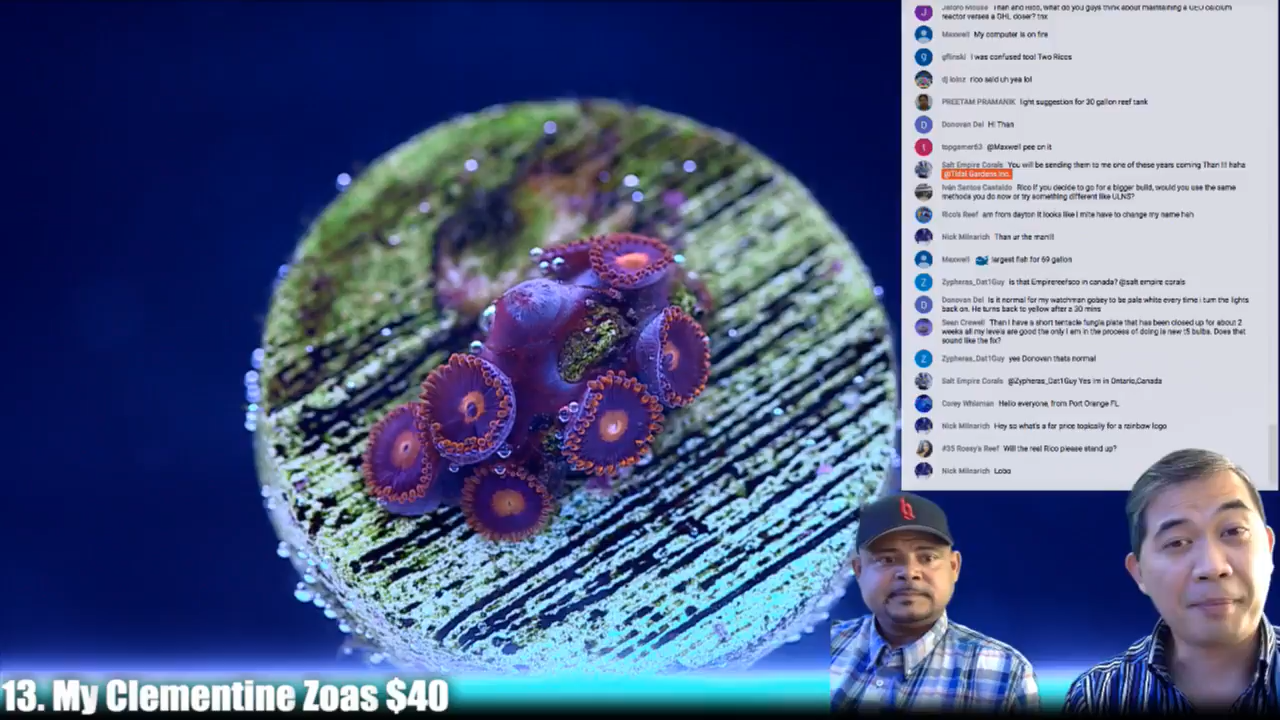 J
Than and Rico, what do you guys think about maintaining a GEO calcium
reactor verses a GHL doser? tnx
Maxwell My computer is on fire
g gflinski I was confused too! Two Ricos
dj rico said uh yea lol
PREETAM PRAMANIK light suggestion for 30 gallon reef tank
D Donovan Del Hi Than
t topgamer63 @Maxwell pee on it
Salt Empire Corals You will be sending them to me one of these years coming Than !!! haha
@Tidal Gardens Inc.
Iván Santos Rico if you decide to go for a bigger build, would you use the same
methods you do now or try something different like ULNS?
Rico's Reef am from dayton it looks like I mite have to change my name heh
Nick Milnarich Than ur the man!!!
Maxwell largest fish for 69 gallon
Z Zypheras_Dat1Guy is that Empirereefsco in canada? @salt empire corals
D Donovan Del Is it normal for my watchman gobey to be pale white every time i turn the lights
back on. He turns back to yellow after a 30 mins
Sean Crewell Then I have a short tentacle fungia plate that has been closed up for about 2
weeks all my levels are good the only I am in the process of doing is new t5 bulbs. Does that
sound like the fix?
Z Zypheras_Dat1Guy yes Donovan thats normal
Salt Empire Corals @Zypheras_Dat1Guy Yes im in Ontario,Canada
Corey Whisman Hello everyone, from Port Orange FL
Nick Milnarich Hey so what's a far price topically for a rainbow logo
#35 Rosey's Reef Will the real Rico please stand up?
Nick Milnarich Lobo
13. My Clementine Zoas $40